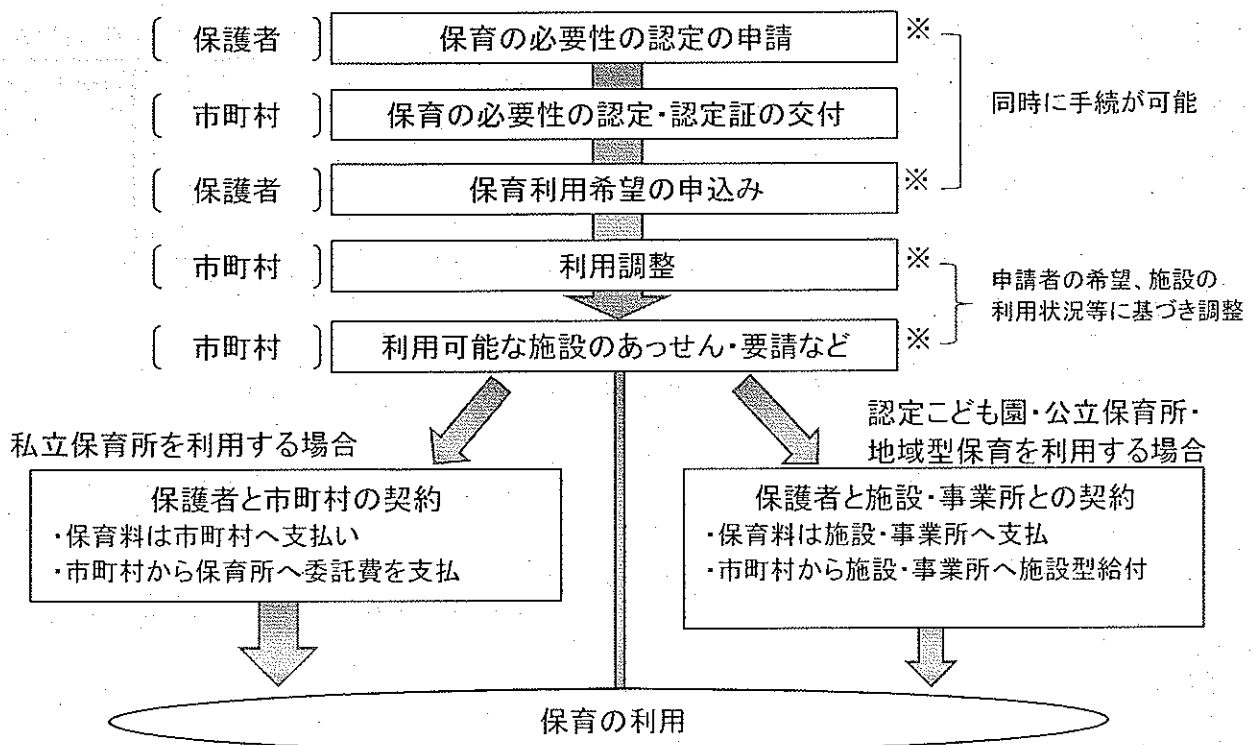 〔 保護者 〕 保育の必要性の認定の申請 ※
同時に手続が可能
〔 市町村 〕 保育の必要性の認定・認定証の交付
〔 保護者 〕 保育利用希望の申込み ※
〔 市町村 〕 利用調整 ※
申請者の希望、施設の
利用状況等に基づき調整
〔 市町村 〕 利用可能な施設のあっせん・要請など ※
私立保育所を利用する場合
保護者と市町村の契約
・保育料は市町村へ支払い
・市町村から保育所へ委託費を支払
認定こども園・公立保育所・
地域型保育を利用する場合
保護者と施設・事業所との契約
・保育料は施設・事業所へ支払
・市町村から施設・事業所へ施設型給付
保育の利用